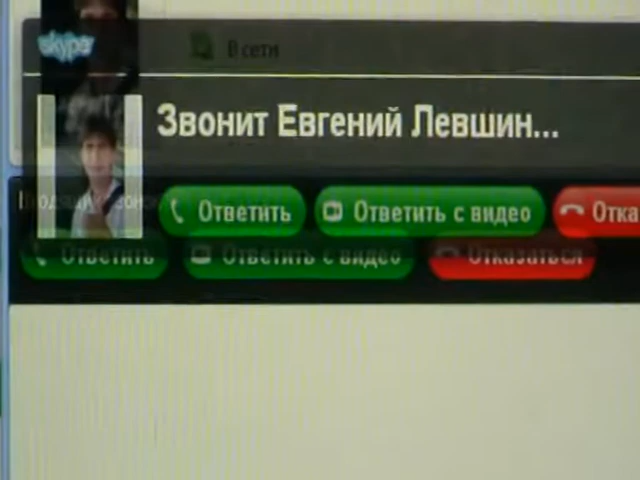 skype
В сети
Звонит Евгений Левшин...
Ответить Ответить с видео Отка
Ответить Ответить с видео Отказаться